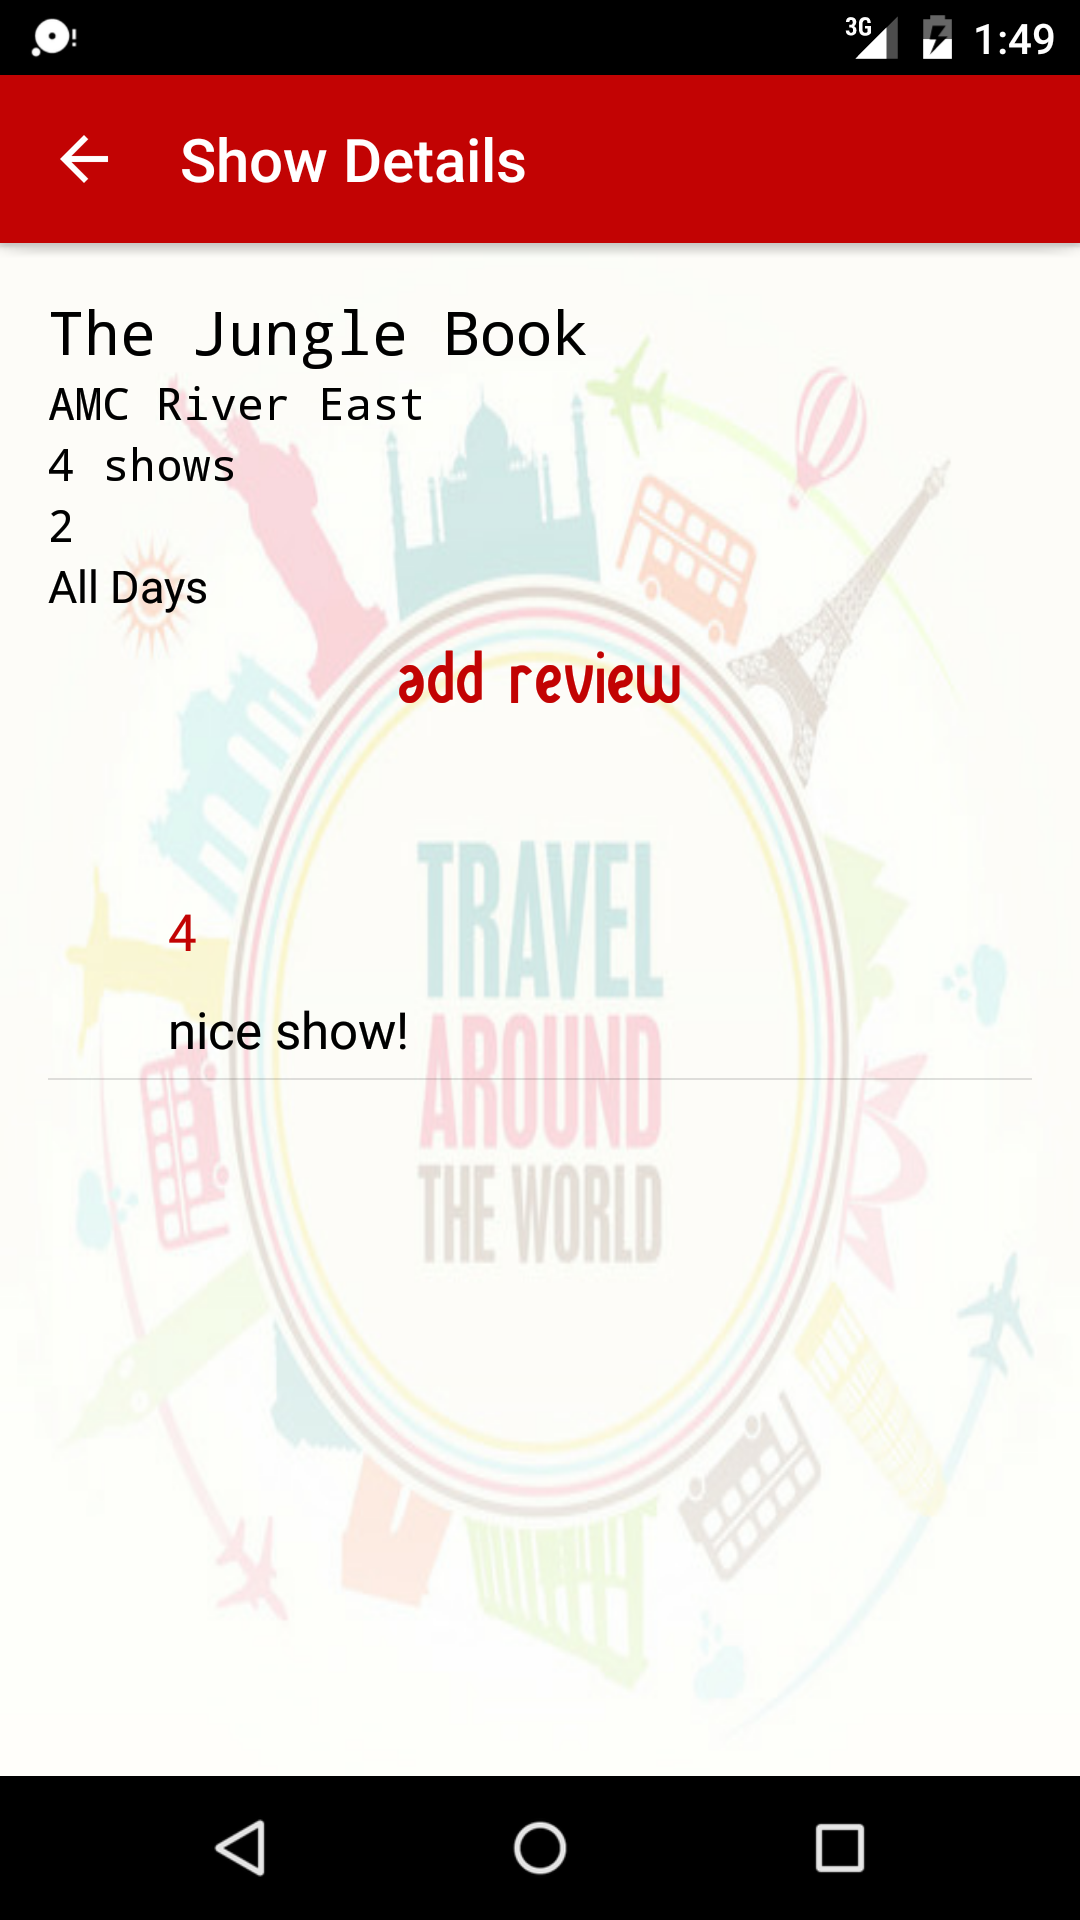 3G 1:49
Show Details
The Jungle Book
AMC River East
4 shows
2
All Days
add review
4
nice show!
TRAVEL
AROUND
THE WORLD